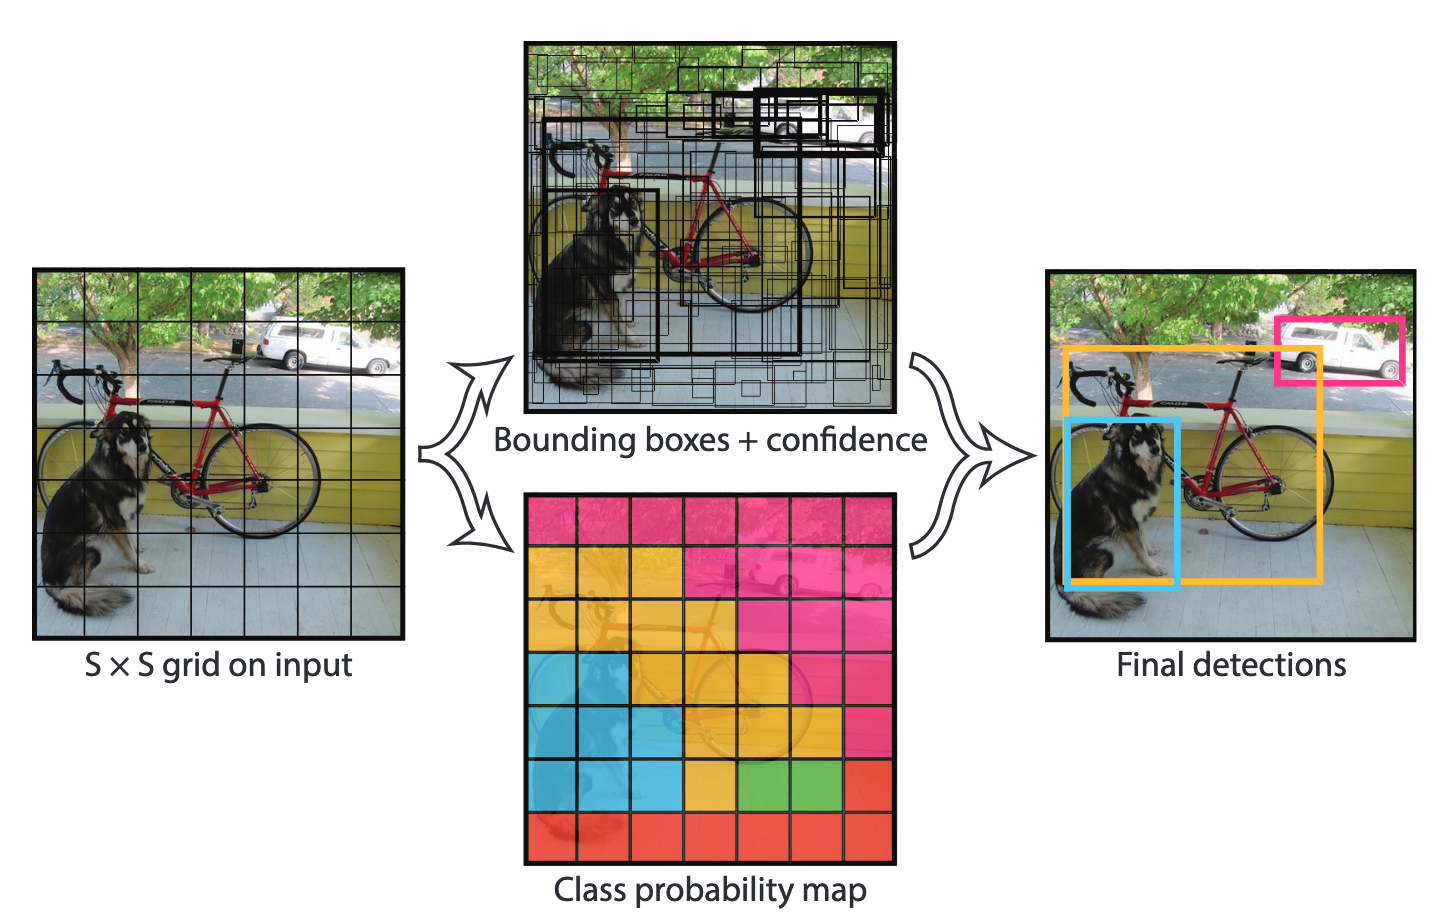 S × S grid on input
Bounding boxes + confidence
Class probability map
Final detections